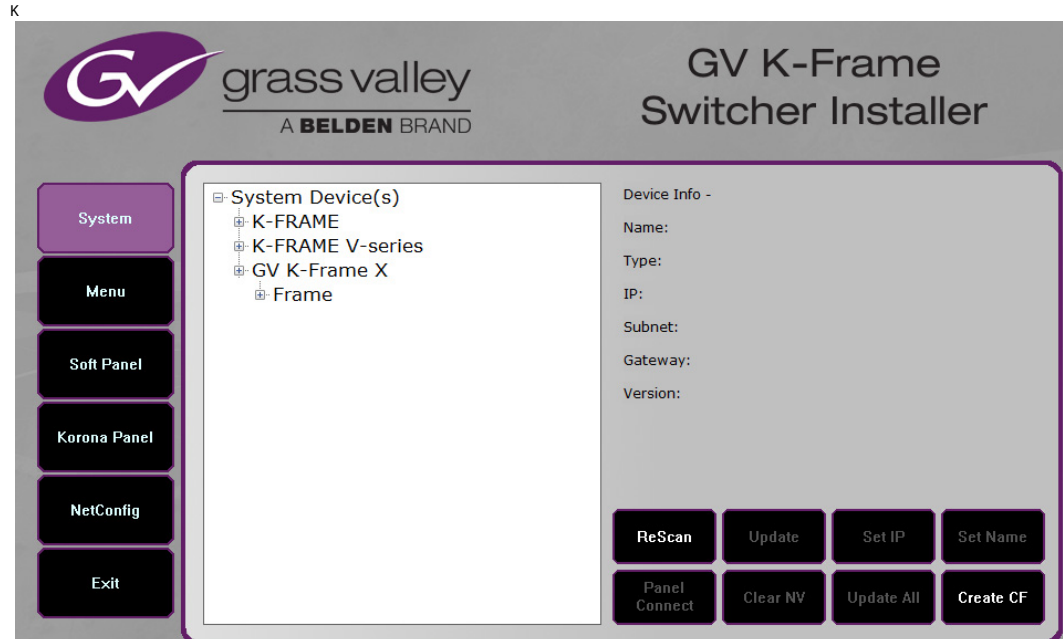 K
GV
grass valley
A BELDEN BRAND
GV K-Frame
Switcher Installer
System
Menu
Soft Panel
Korona Panel
NetConfig
Exit
System Device(s)
K-FRAME
K-FRAME V-series
GV K-Frame X
Frame
Device Info -
Name:
Type:
IP:
Subnet:
Gateway:
Version:
ReScan
Update
Set IP
Set Name
Panel
Connect
Clear NV
Update All
Create CF